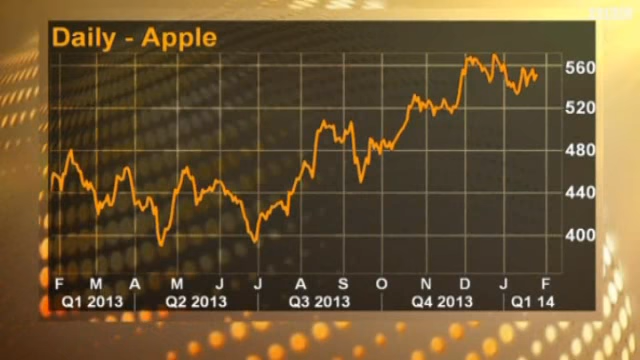 Daily - Apple
560
520
480
440
400
F M A M J J A S O N D J F
Q1 2013 Q2 2013 Q3 2013 Q4 2013 Q1 14